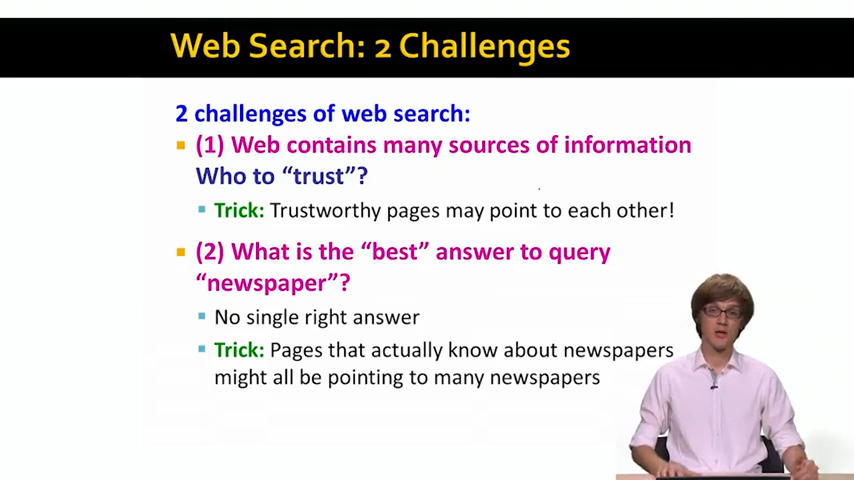 Web Search: 2 Challenges
2 challenges of web search:
(1) Web contains many sources of information
Who to “trust”?
Trick: Trustworthy pages may point to each other!
(2) What is the “best” answer to query
“newspaper”?
No single right answer
Trick: Pages that actually know about newspapers
might all be pointing to many newspapers